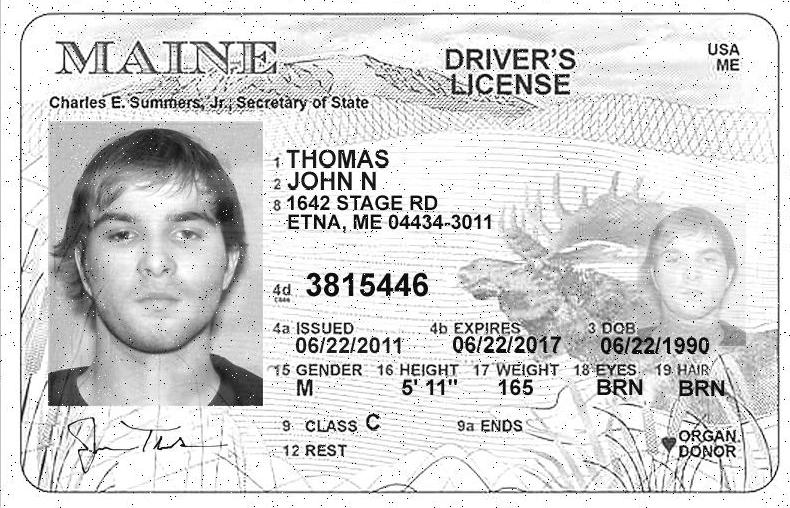 MAINE
DRIVER'S
LICENSE
USA
ME
Charles E. Summers, Jr., Secretary of State
1 THOMAS
2 JOHN N
8 1642 STAGE RD
ETNA, ME 04434-3011
4d 3815446
4a ISSUED 4b EXPIRES 3 DOB
06/22/2011 06/22/2017 06/22/1990
15 GENDER 16 HEIGHT 17 WEIGHT 18 EYES 19 HAIR
M 5' 11" 165 BRN BRN
9 CLASS C 9a ENDS
12 REST
ORGAN
DONOR